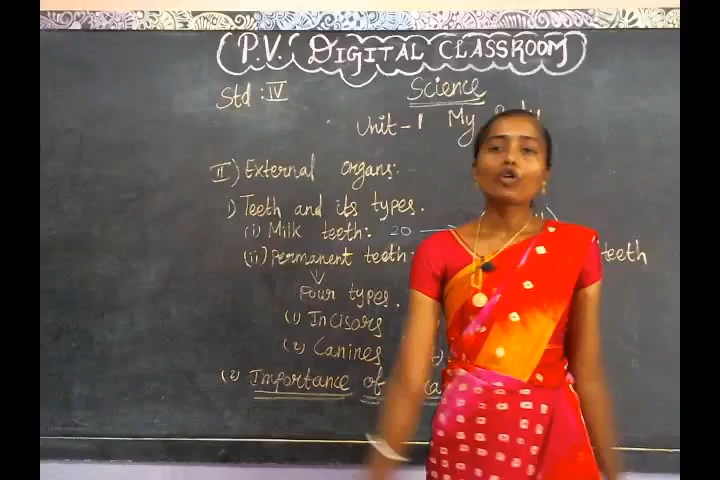 P.V. DIGITAL CLASSROOM
Std : IV
Science
Unit - 1 My
II) External organs:
1) Teeth and its types.
(i) Milk teeth: 20
(ii) Permanent teeth: teeth
Four types.
(1) Incisors
(2) Canines
(2) Importance of